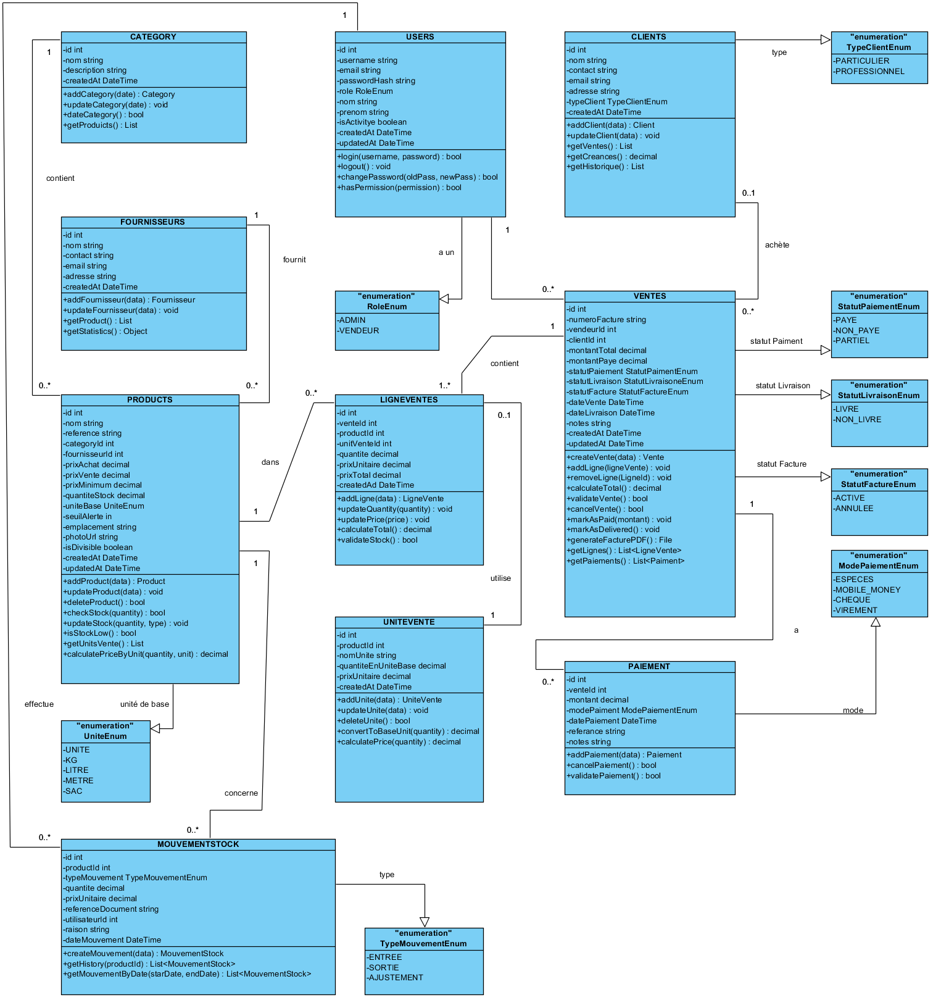 1
CATEGORY
-id int
-nom string
-description string
-createdAt DateTime
+addCategory(date) : Category
+updateCategory(date) : void
+dateCategory() : bool
+getProduicts() : List
1
contient
USERS
-id int
-username string
-email string
-passwordHash string
-role RoleEnum
-nom string
-prenom string
-isActivitye boolean
-createdAt DateTime
-updatedAt DateTime
+login(username, password) : bool
+logout() : void
+changePassword(oldPass, newPass) : bool
+hasPermission(permission) : bool
CLIENTS
-id int
-nom string
-contact string
-email string
-adresse string
-typeClient TypeClientEnum
-createdAt DateTime
+addClient(data) : Client
+updateClient(data) : void
+getVentes() : List
+getCreances() : decimal
+getHistorique() : List
type
"enumeration"
TypeClientEnum
-PARTICULIER
-PROFESSIONNEL
0..1
achète
0..*
1
FOURNISSEURS
-id int
-nom string
-contact string
-email string
-adresse string
-createdAt DateTime
+addFournisseur(data) : Fournisseur
+updateFournisseur(data) : void
+getProduct() : List
+getStatistics() : Object
fournit
a un
1
0..*
"enumeration"
RoleEnum
-ADMIN
-VENDEUR
VENTES
-id int
-numeroFacture string
-vendeurId int
-clientId int
-montantTotal decimal
-montantPaye decimal
-statutPaiement StatutPaimentEnum
-statutLivraison StatutLivraisoneEnum
-statutFacture StatutFactureEnum
-dateVente DateTime
-dateLivraison DateTime
-notes string
-createdAt DateTime
-updatedAt DateTime
+createVente(data) : Vente
+addLigne(ligneVente) : void
+removeLigne(LigneId) : void
+calculateTotal() : decimal
+validateVente() : bool
+cancelVente() : bool
+markAsPaid(montant) : void
+markAsDelivered() : void
+generateFacturePDF() : File
+getLignes() : List<LigneVente>
+getPaiements() : List<Paiment>
statut Paiment
"enumeration"
StatutPaiementEnum
-PAYE
-NON_PAYE
-PARTIEL
statut Livraison
"enumeration"
StatutLivraisonEnum
-LIVRE
-NON_LIVRE
statut Facture
"enumeration"
StatutFactureEnum
-ACTIVE
-ANNULEE
1
"enumeration"
ModePaiementEnum
-ESPECES
-MOBILE_MONEY
-CHEQUE
-VIREMENT
1
contient
1..*
0..*
0..*
0..*
PRODUCTS
-id int
-nom string
-reference string
-categoryId int
-fournisseurId int
-prixAchat decimal
-prixVente decimal
-prixMinimum decimal
-quantiteStock decimal
-uniteBase UniteEnum
-seuilAlerte in
-emplacement string
-photoUrl string
-isDivisible boolean
-createdAt DateTime
-updatedAt DateTime
+addProduct(data) : Product
+updateProduct(data) : void
+deleteProduct() : bool
+checkStock(quantity) : bool
+updateStock(quantity, type) : void
+isStockLow() : bool
+getUnitsVente() : List
+calculatePriceByUnit(quantity, unit) : decimal
dans
1
1
LIGNEVENTES
-id int
-venteId int
-productId int
-unitVenteId int
-quantite decimal
-prixUnitaire decimal
-prixTotal decimal
-createdAd DateTime
+addLigne(data) : LigneVente
+updateQuantity(quantity) : void
+updatePrice(price) : void
+calculateTotal() : decimal
+validateStock() : bool
0..1
utilise
1
UNITEVENTE
-id int
-productId int
-nomUnite string
-quantiteEnUniteBase decimal
-prixUnitaire decimal
-createdAt DateTime
+addUnite(data) : UniteVente
+updateUnite(data) : void
+deleteUnite() : bool
+convertToBaseUnit(quantity) : decimal
+calculatePrice(quantity) : decimal
a
0..*
PAIEMENT
-id int
-venteId int
-montant decimal
-modePaiment ModePaiementEnum
-datePaiement DateTime
-referance string
-notes string
+addPaiement(data) : Paiement
+cancelPaiement() : bool
+validatePaiement() : bool
mode
effectue
unité de base
"enumeration"
UniteEnum
-UNITE
-KG
-LITRE
-METRE
-SAC
concerne
0..*
0..*
MOUVEMENTSTOCK
-id int
-productId int
-typeMouvement TypeMouvementEnum
-quantite decimal
-prixUnitaire decimal
-referenceDocument string
-utilisateurId int
-raison string
-dateMouvement DateTime
+createMouvement(data) : MouvementStock
+getHistory(productId) : List<MouvementStock>
+getMouvementByDate(starDate, endDate) : List<MouvementStock>
type
"enumeration"
TypeMouvementEnum
-ENTREE
-SORTIE
-AJUSTEMENT